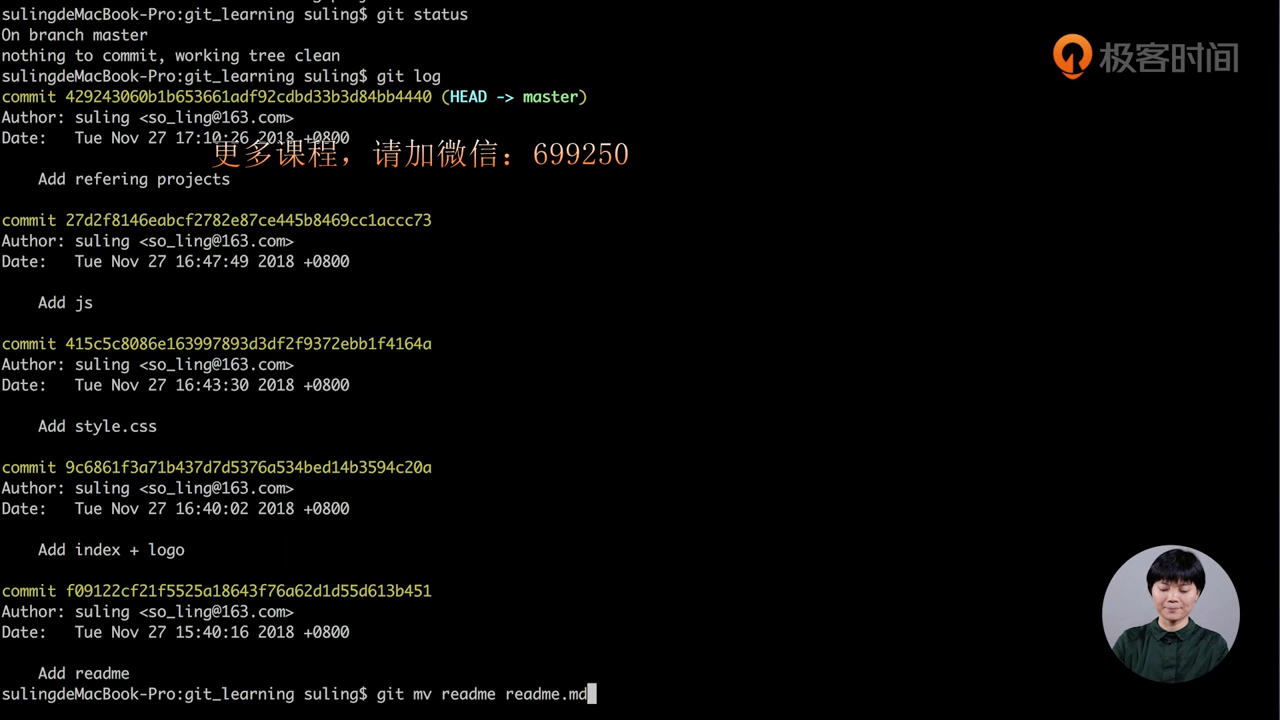 sulingdeMacBook-Pro:git_learning suling$ git status
On branch master
nothing to commit, working tree clean
sulingdeMacBook-Pro:git_learning suling$ git log
commit 429243060b1b653661adf92cdbd33b3d84bb4440 (HEAD -> master)
Author: suling <so_ling@163.com>
Date:   Tue Nov 27 17:10:26 2018 +0800
更多课程，请加微信：699250
    Add refering projects
commit 27d2f8146eabcf2782e87ce445b8469cc1accc73
Author: suling <so_ling@163.com>
Date:   Tue Nov 27 16:47:49 2018 +0800
    Add js
commit 415c5c8086e163997893d3df2f9372ebb1f4164a
Author: suling <so_ling@163.com>
Date:   Tue Nov 27 16:43:30 2018 +0800
    Add style.css
commit 9c6861f3a71b437d7d5376a534bed14b3594c20a
Author: suling <so_ling@163.com>
Date:   Tue Nov 27 16:40:02 2018 +0800
    Add index + logo
commit f09122cf21f5525a18643f76a62d1d55d613b451
Author: suling <so_ling@163.com>
Date:   Tue Nov 27 15:40:16 2018 +0800
    Add readme
sulingdeMacBook-Pro:git_learning suling$ git mv readme readme.md
极客时间